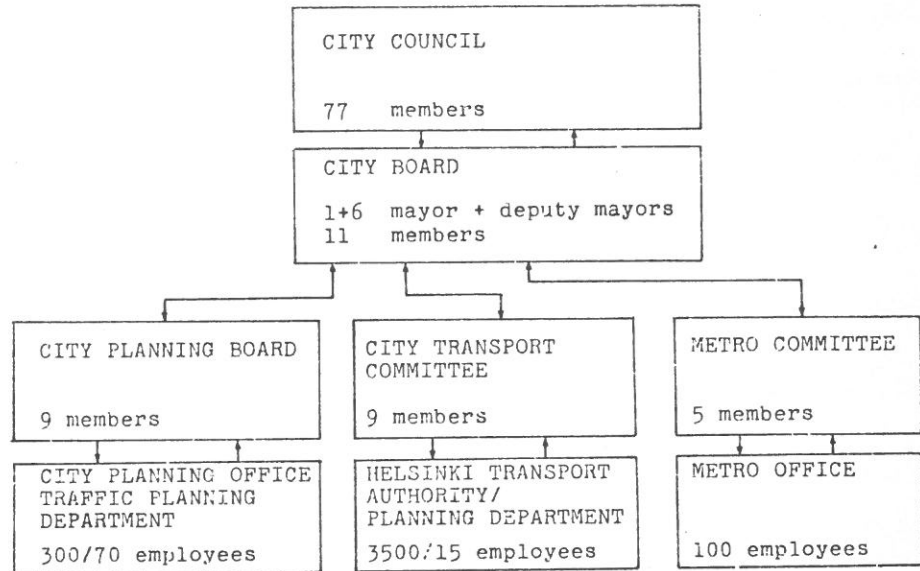 CITY COUNCIL
77 members
CITY BOARD
1+6 mayor + deputy mayors
11 members
CITY PLANNING BOARD
9 members
CITY TRANSPORT
COMMITTEE
9 members
METRO COMMITTEE
5 members
CITY PLANNING OFFICE
TRAFFIC PLANNING
DEPARTMENT
300/70 employees
HELSINKI TRANSPORT
AUTHORITY/
PLANNING DEPARTMENT
3500/15 employees
METRO OFFICE
100 employees